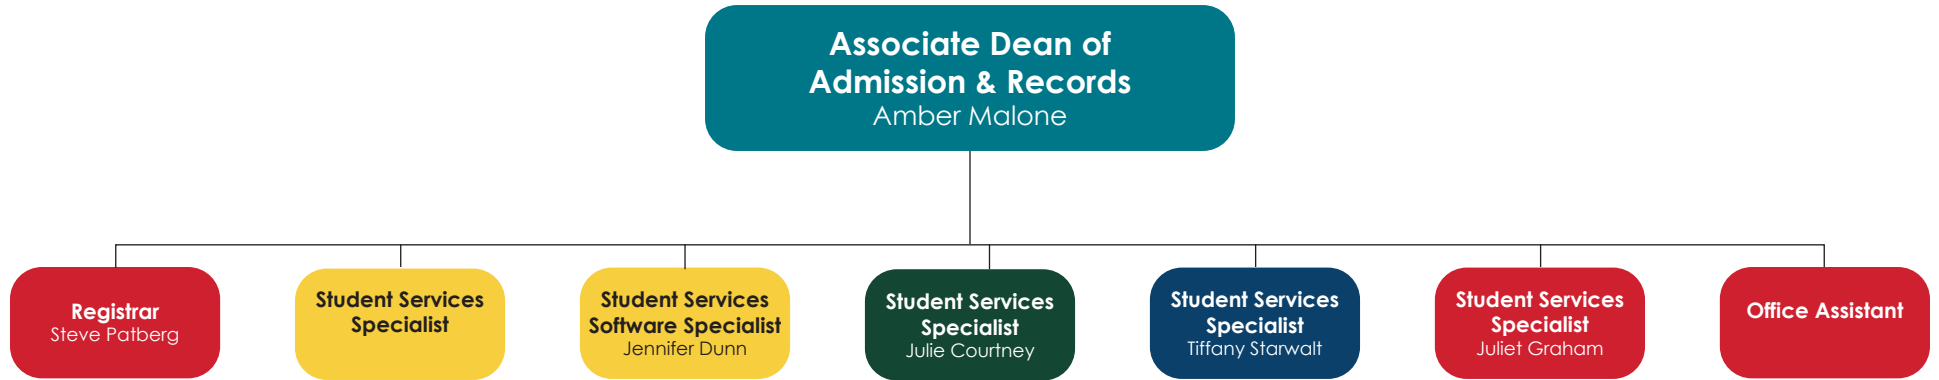 Associate Dean of
Admission & Records
Amber Malone
Registrar
Steve Patberg
Student Services
Specialist
Student Services
Software Specialist
Jennifer Dunn
Student Services
Specialist
Julie Courtney
Student Services
Specialist
Tiffany Starwalt
Student Services
Specialist
Juliet Graham
Office Assistant